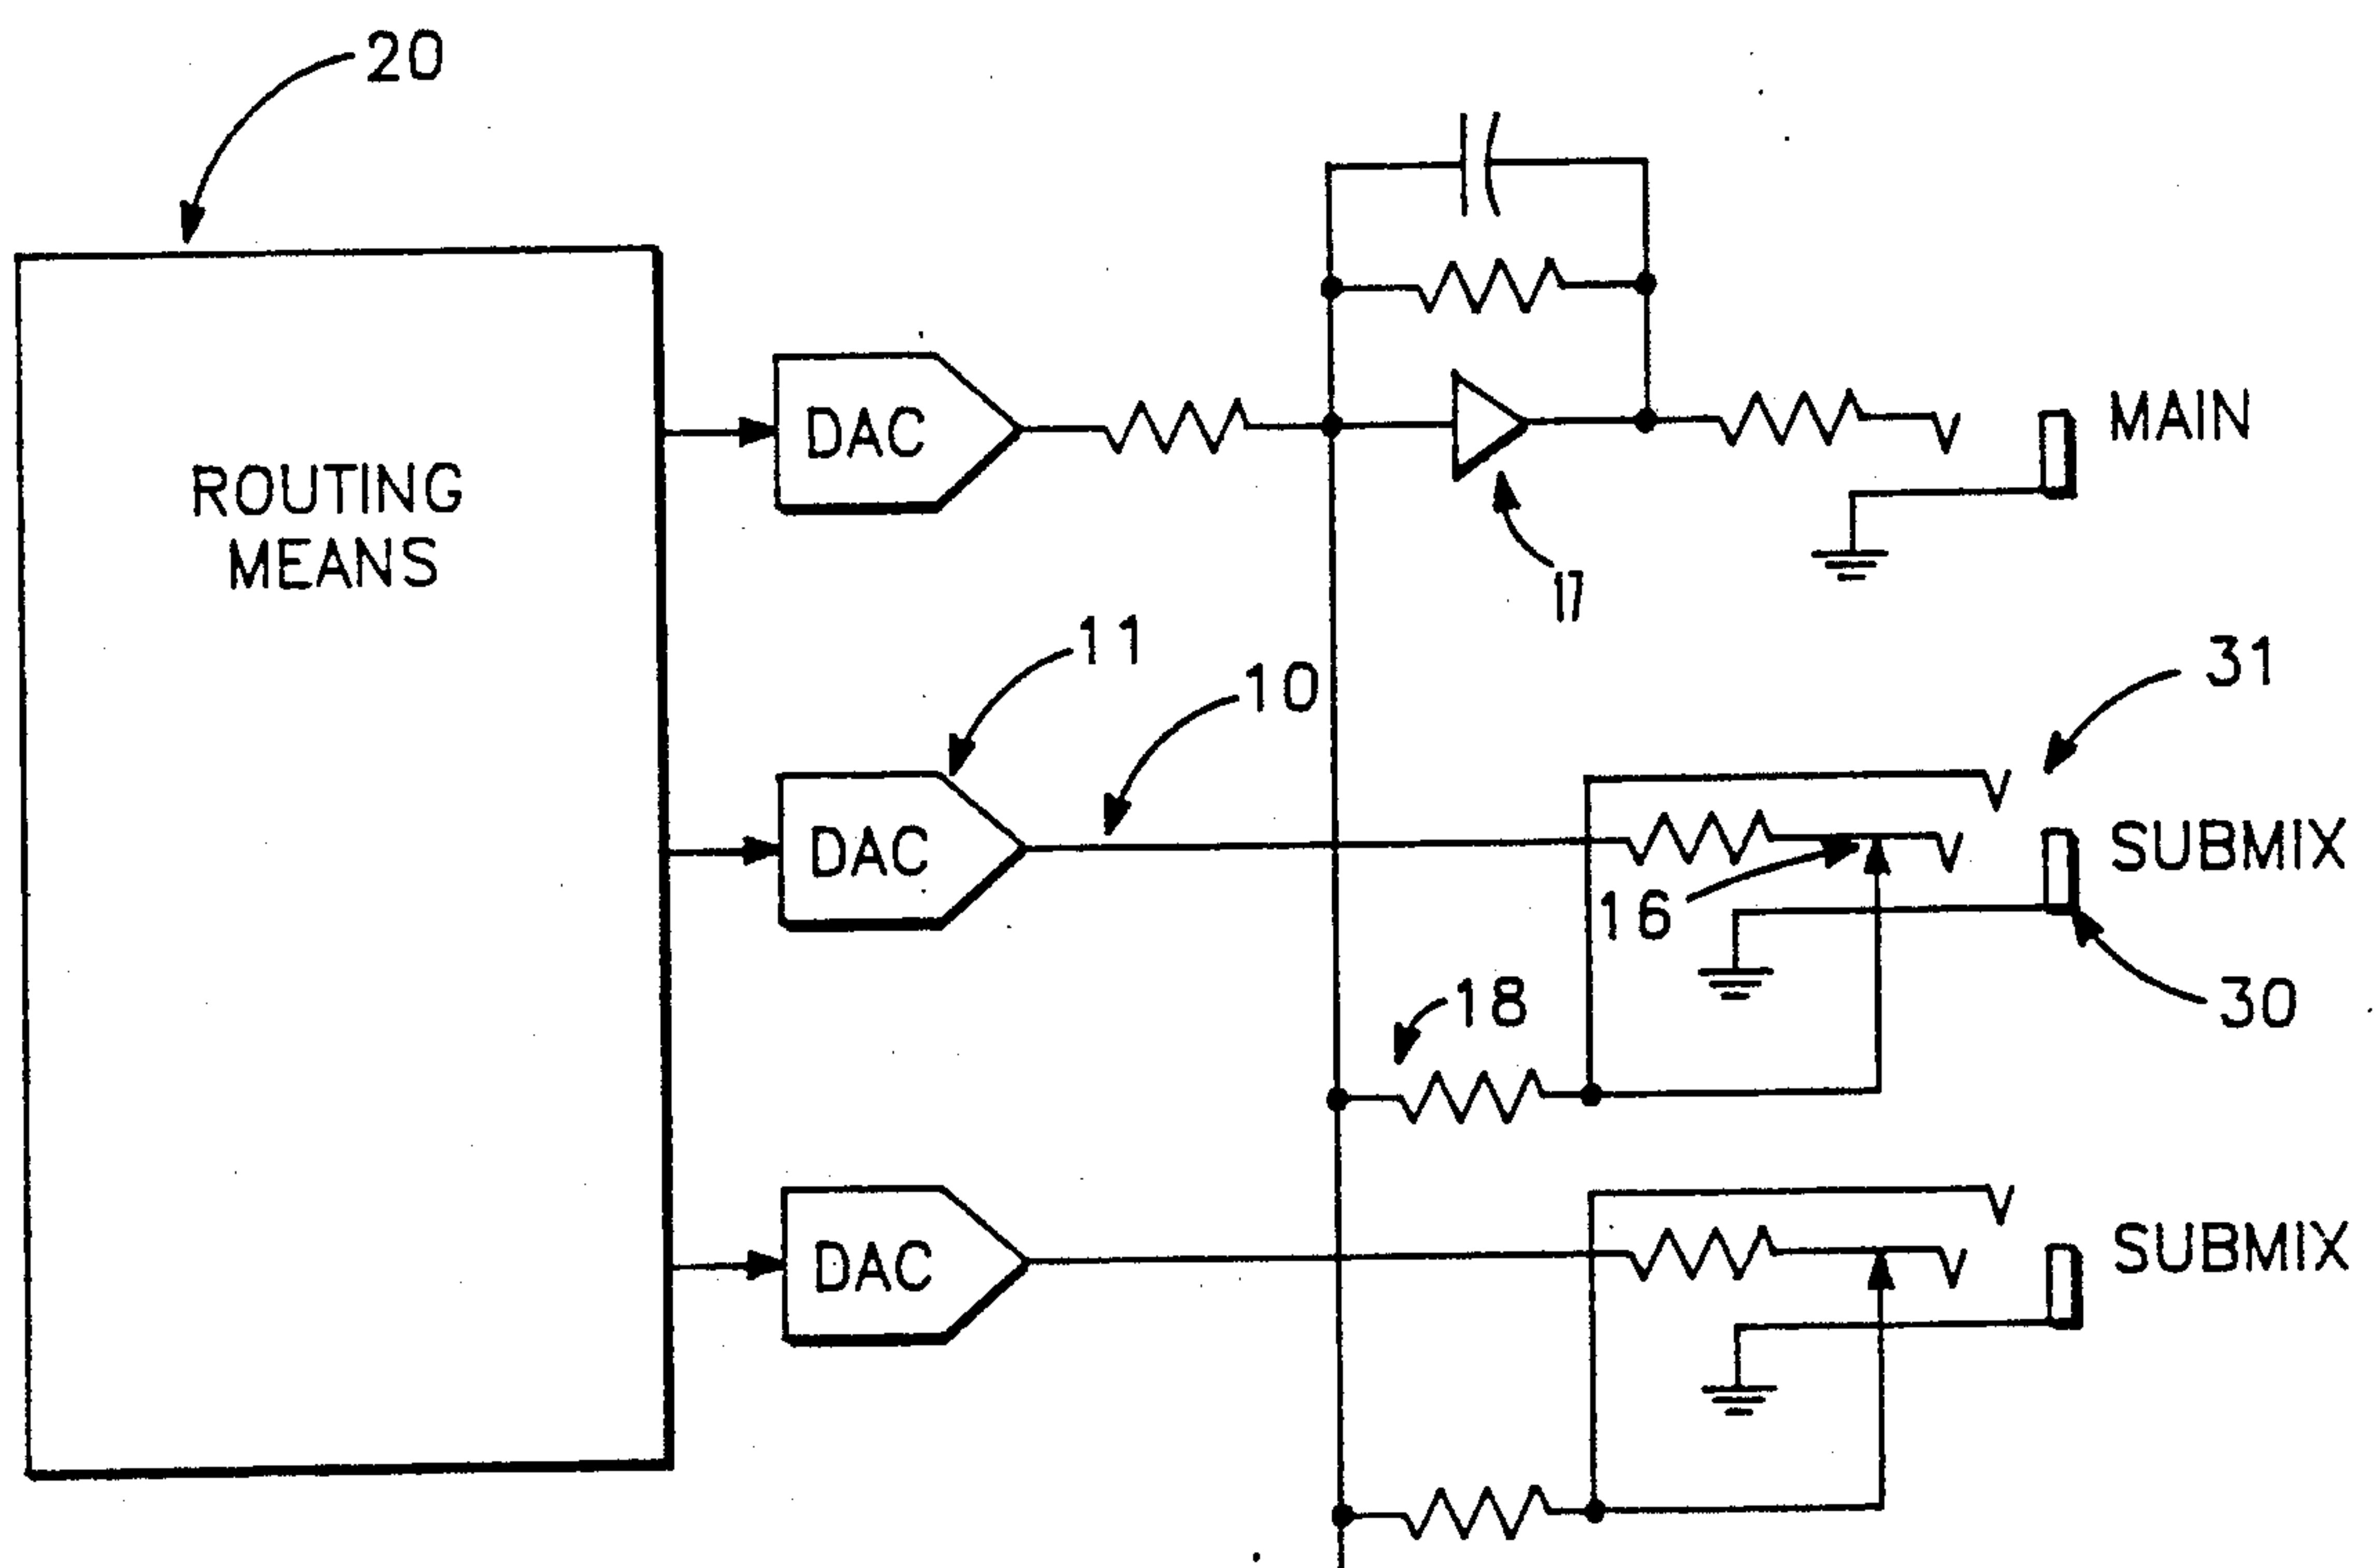 20
ROUTING
MEANS
DAC
MAIN
17
11
10
31
DAC
SUBMIX
16
18
30
DAC
SUBMIX